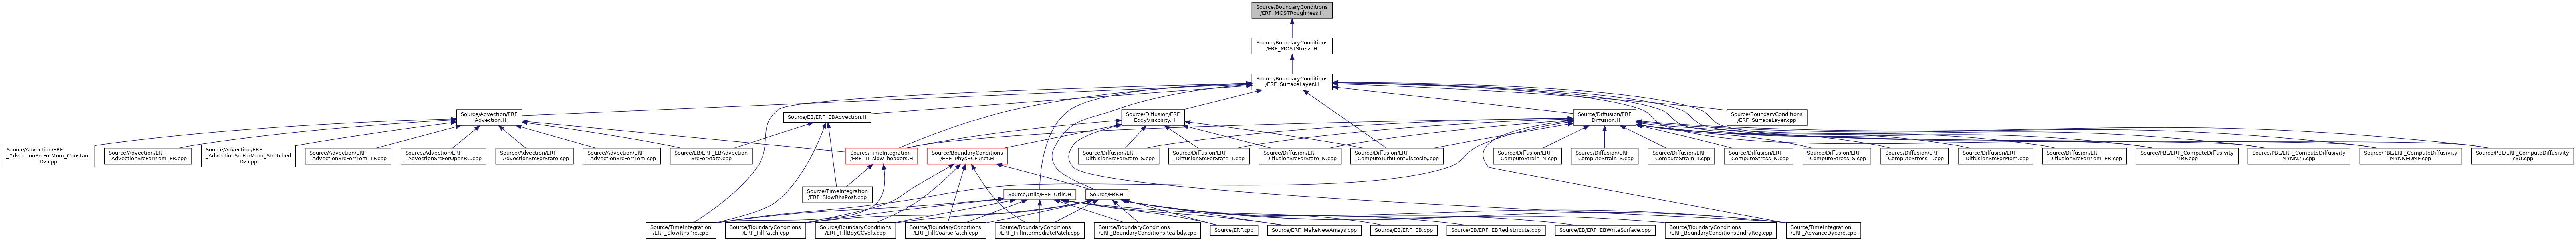 Source/BoundaryConditions
/ERF_MOSTRoughness.H
Source/BoundaryConditions
/ERF_MOSTStress.H
Source/BoundaryConditions
/ERF_SurfaceLayer.H
Source/Advection/ERF
_Advection.H
Source/EB/ERF_EBAdvection.H
Source/Diffusion/ERF
_EddyViscosity.H
Source/Diffusion/ERF
_Diffusion.H
Source/BoundaryConditions
/ERF_SurfaceLayer.cpp
Source/Advection/ERF
_AdvectionSrcForMom_Constant
Dz.cpp
Source/Advection/ERF
_AdvectionSrcForMom_EB.cpp
Source/Advection/ERF
_AdvectionSrcForMom_Stretched
Dz.cpp
Source/Advection/ERF
_AdvectionSrcForMom_TF.cpp
Source/Advection/ERF
_AdvectionSrcForOpenBC.cpp
Source/Advection/ERF
_AdvectionSrcForState.cpp
Source/Advection/ERF
_AdvectionSrcForMom.cpp
Source/EB/ERF_EBAdvection
SrcForState.cpp
Source/TimeIntegration
/ERF_TI_slow_headers.H
Source/BoundaryConditions
/ERF_PhysBCFunct.H
Source/Diffusion/ERF
_DiffusionSrcForState_S.cpp
Source/Diffusion/ERF
_DiffusionSrcForState_T.cpp
Source/Diffusion/ERF
_DiffusionSrcForState_N.cpp
Source/Diffusion/ERF
_ComputeTurbulentViscosity.cpp
Source/Diffusion/ERF
_ComputeStrain_N.cpp
Source/Diffusion/ERF
_ComputeStrain_S.cpp
Source/Diffusion/ERF
_ComputeStrain_T.cpp
Source/Diffusion/ERF
_ComputeStress_N.cpp
Source/Diffusion/ERF
_ComputeStress_S.cpp
Source/Diffusion/ERF
_ComputeStress_T.cpp
Source/Diffusion/ERF
_DiffusionSrcForMom.cpp
Source/Diffusion/ERF
_DiffusionSrcForMom_EB.cpp
Source/PBL/ERF_ComputeDiffusivity
MRF.cpp
Source/PBL/ERF_ComputeDiffusivity
MYNN25.cpp
Source/PBL/ERF_ComputeDiffusivity
MYNNEDMF.cpp
Source/PBL/ERF_ComputeDiffusivity
YSU.cpp
Source/TimeIntegration
/ERF_SlowRhsPost.cpp
Source/Utils/ERF_Utils.H
Source/ERF.H
Source/TimeIntegration
/ERF_SlowRhsPre.cpp
Source/BoundaryConditions
/ERF_FillPatch.cpp
Source/BoundaryConditions
/ERF_FillBdyCCVels.cpp
Source/BoundaryConditions
/ERF_FillCoarsePatch.cpp
Source/BoundaryConditions
/ERF_FillIntermediatePatch.cpp
Source/BoundaryConditions
/ERF_BoundaryConditionsRealbdy.cpp
Source/ERF.cpp
Source/ERF_MakeNewArrays.cpp
Source/EB/ERF_EB.cpp
Source/EB/ERF_EBRedistribute.cpp
Source/EB/ERF_EBWriteSurface.cpp
Source/BoundaryConditions
/ERF_BoundaryConditionsBndryReg.cpp
Source/TimeIntegration
/ERF_AdvanceDycore.cpp